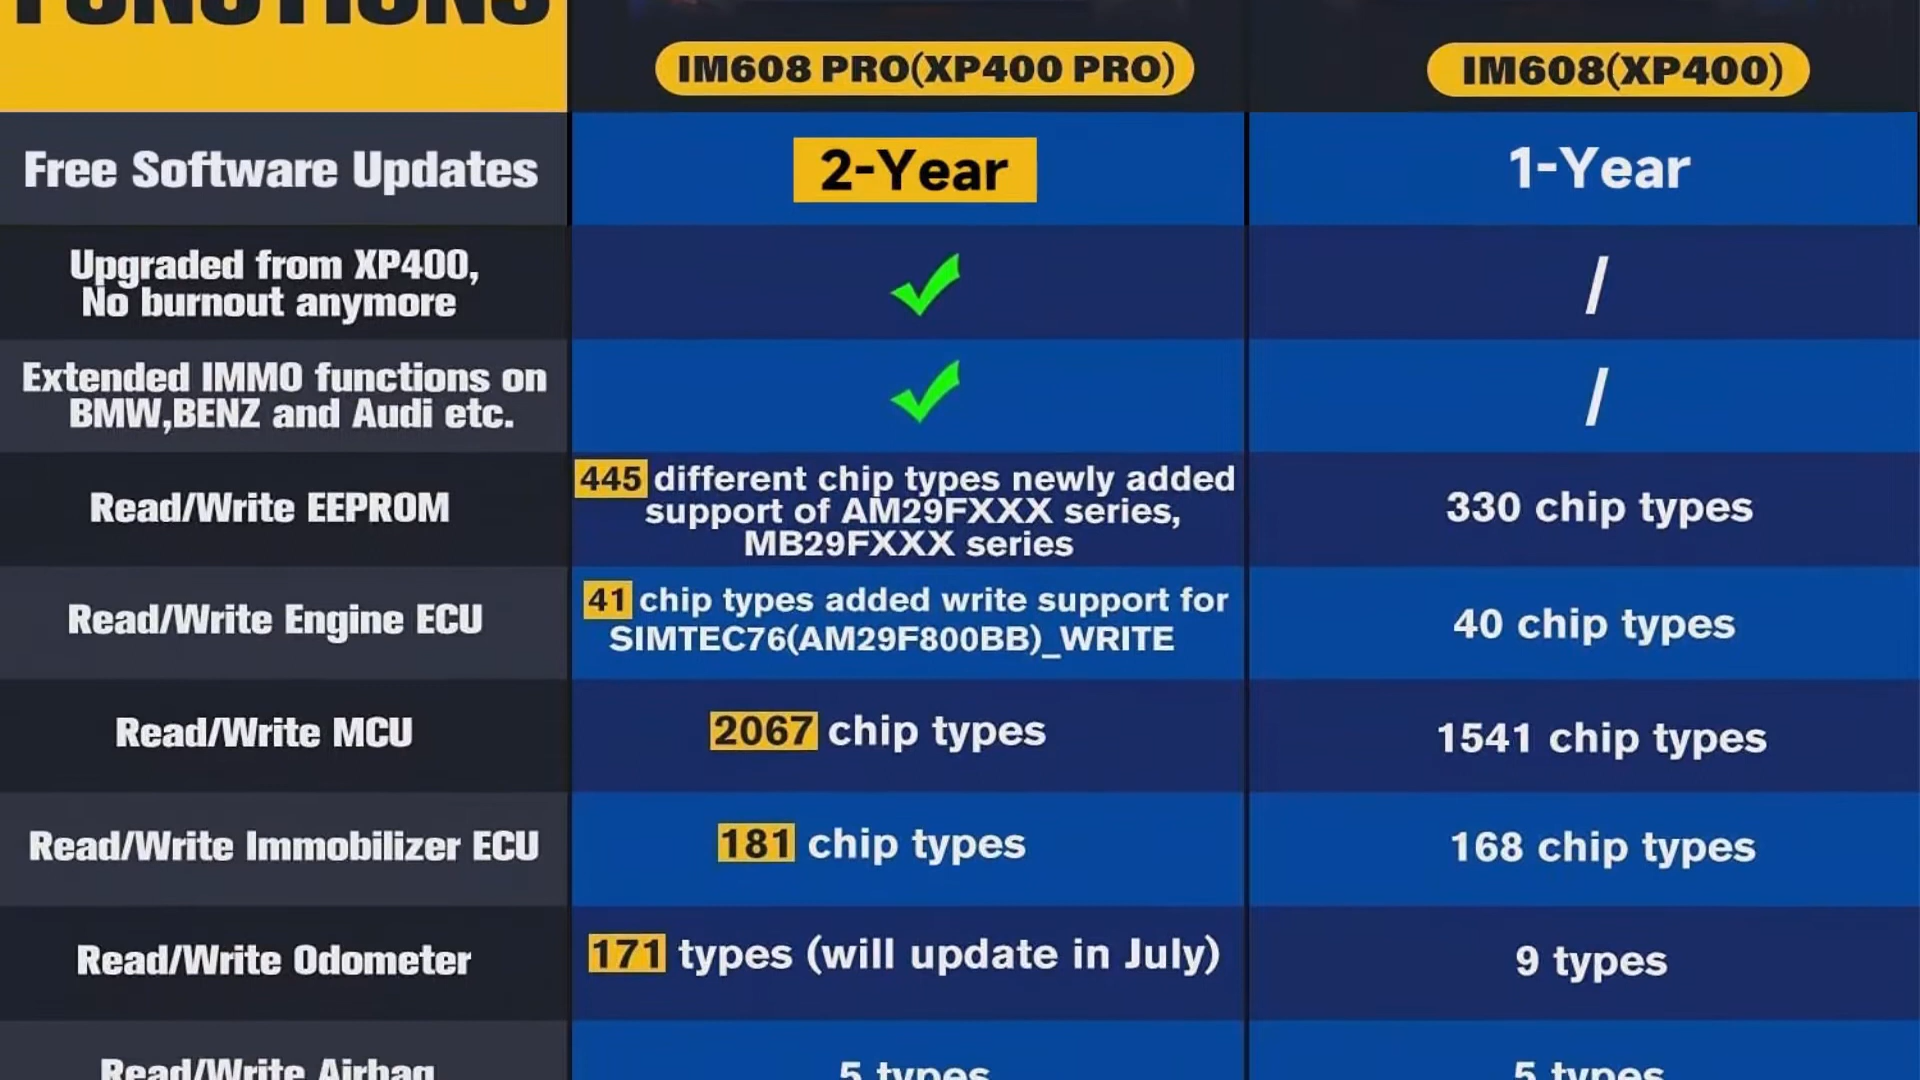 FUNCTIONS
IM608 PRO(XP400 PRO)
IM608(XP400)
Free Software Updates
2-Year
1-Year
Upgraded from XP400,
No burnout anymore
/
Extended IMMO functions on
BMW,BENZ and Audi etc.
/
Read/Write EEPROM
445 different chip types newly added
support of AM29FXXX series,
MB29FXXX series
330 chip types
Read/Write Engine ECU
41 chip types added write support for
SIMTEC76(AM29F800BB)_WRITE
40 chip types
Read/Write MCU
2067 chip types
1541 chip types
Read/Write Immobilizer ECU
181 chip types
168 chip types
Read/Write Odometer
171 types (will update in July)
9 types
Read/Write Airbag
5 types
5 types